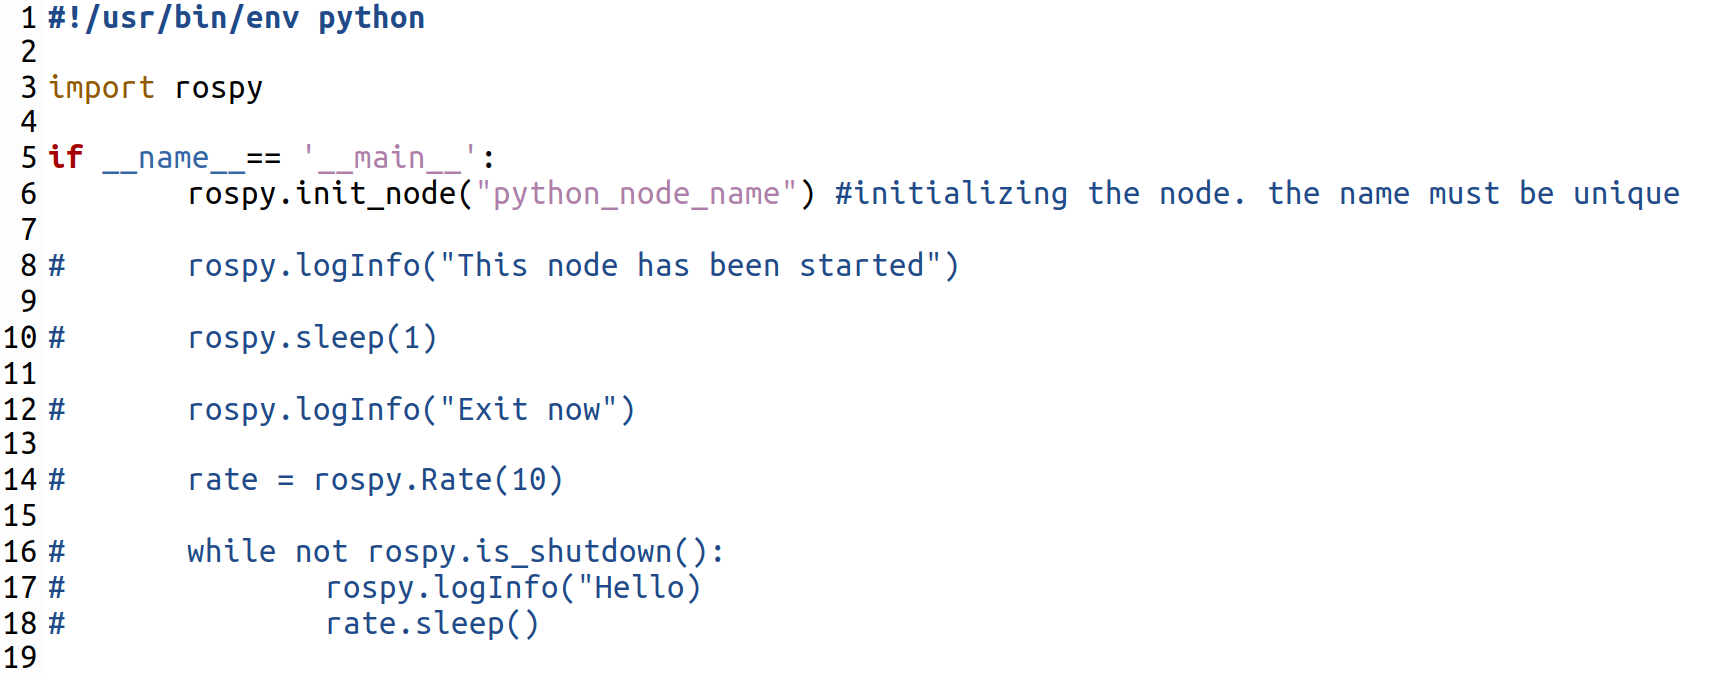 1 #!/usr/bin/env python
2
3 import rospy
4
5 if __name__== '__main__':
6         rospy.init_node("python_node_name") #initializing the node. the name must be unique
7
8 #       rospy.logInfo("This node has been started")
9
10 #       rospy.sleep(1)
11
12 #       rospy.logInfo("Exit now")
13
14 #       rate = rospy.Rate(10)
15
16 #       while not rospy.is_shutdown():
17 #               rospy.logInfo("Hello)
18 #               rate.sleep()
19